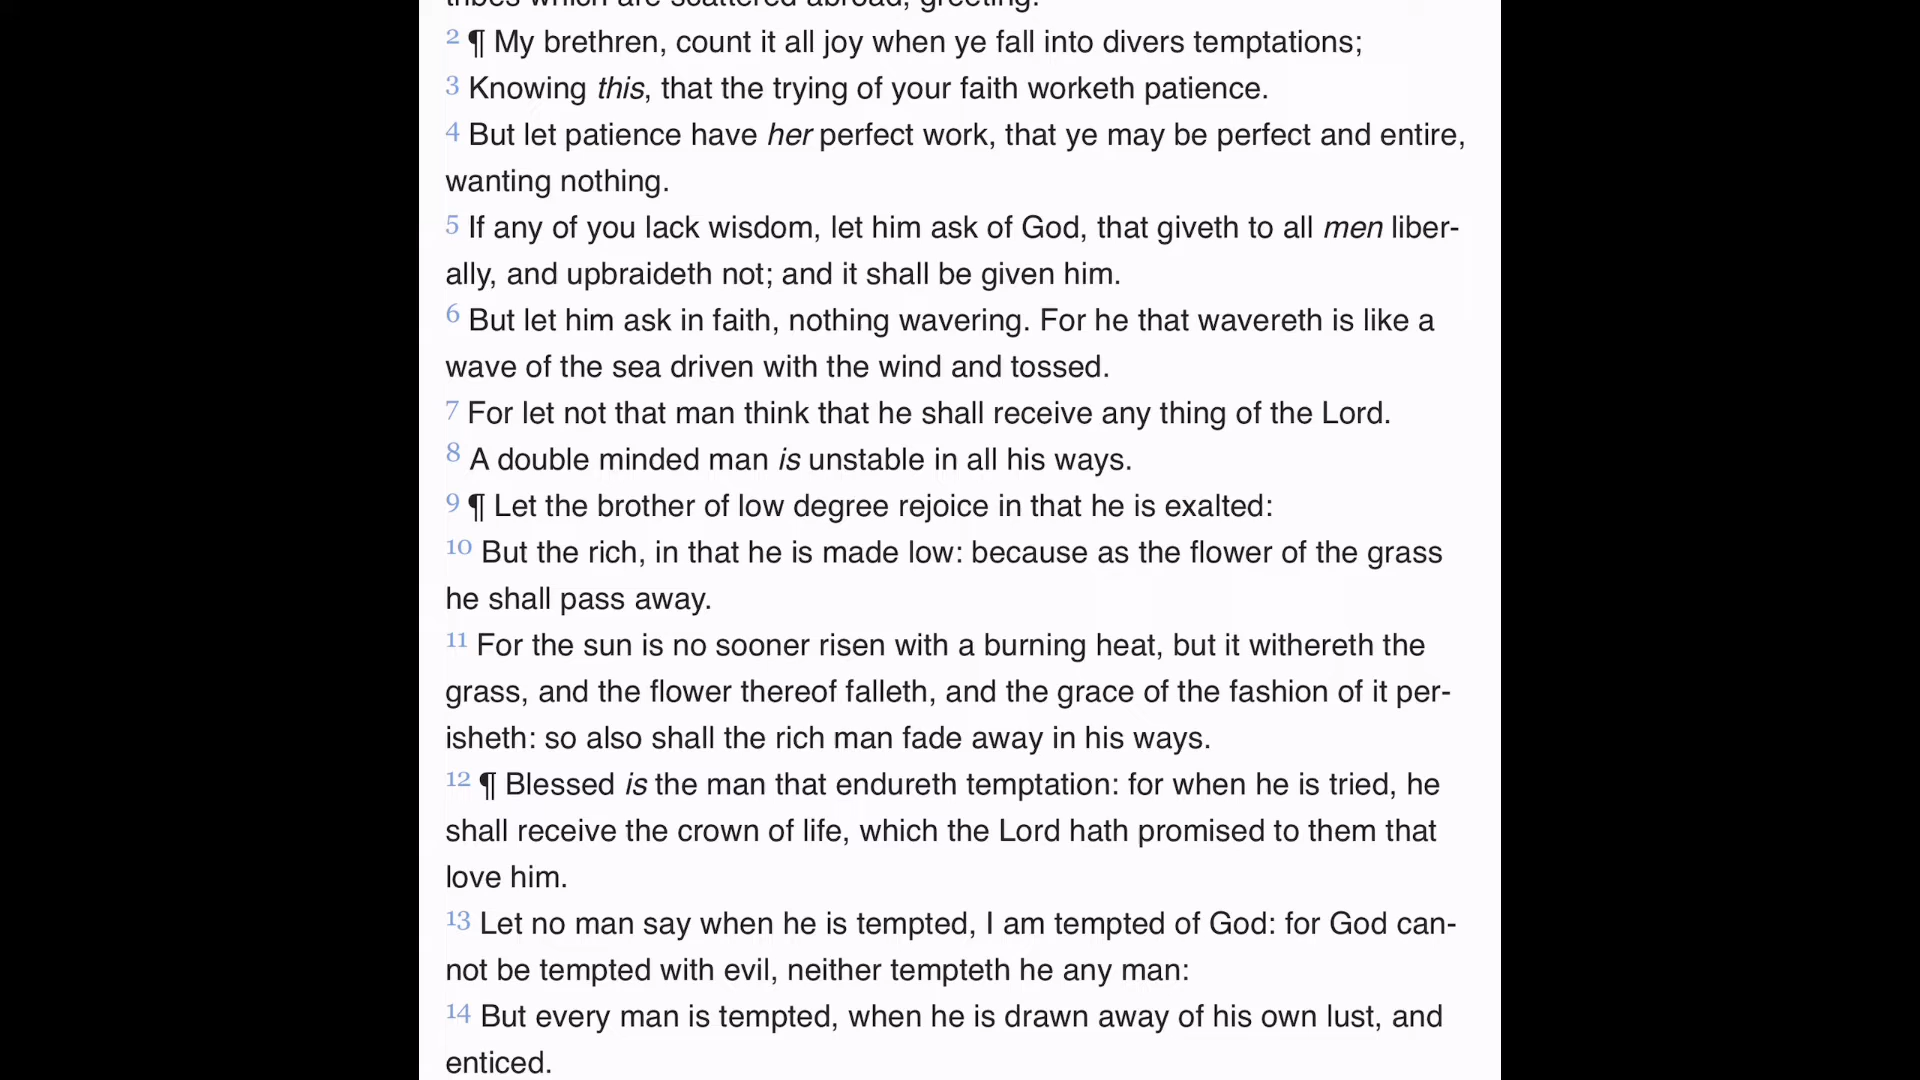 tribes which are scattered abroad, greeting.
2 ¶ My brethren, count it all joy when ye fall into divers temptations;
3 Knowing this, that the trying of your faith worketh patience.
4 But let patience have her perfect work, that ye may be perfect and entire,
wanting nothing.
5 If any of you lack wisdom, let him ask of God, that giveth to all men liber-
ally, and upbraideth not; and it shall be given him.
6 But let him ask in faith, nothing wavering. For he that wavereth is like a
wave of the sea driven with the wind and tossed.
7 For let not that man think that he shall receive any thing of the Lord.
8 A double minded man is unstable in all his ways.
9 ¶ Let the brother of low degree rejoice in that he is exalted:
10 But the rich, in that he is made low: because as the flower of the grass
he shall pass away.
11 For the sun is no sooner risen with a burning heat, but it withereth the
grass, and the flower thereof falleth, and the grace of the fashion of it per-
isheth: so also shall the rich man fade away in his ways.
12 ¶ Blessed is the man that endureth temptation: for when he is tried, he
shall receive the crown of life, which the Lord hath promised to them that
love him.
13 Let no man say when he is tempted, I am tempted of God: for God can-
not be tempted with evil, neither tempteth he any man:
14 But every man is tempted, when he is drawn away of his own lust, and
enticed.